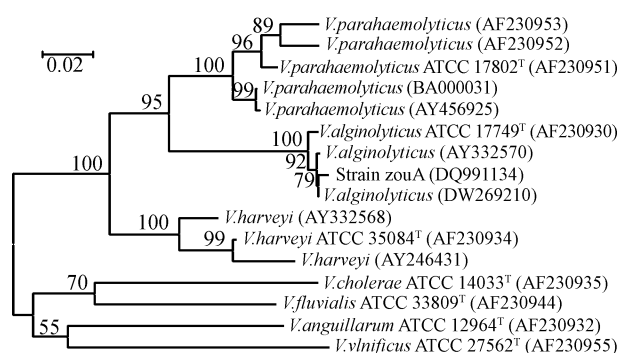 89
V.parahaemolyticus (AF230953)
96
V.parahaemolyticus (AF230952)
0.02
100
V.parahaemolyticus ATCC 17802ᵀ (AF230951)
99
V.parahaemolyticus (BA000031)
95
V.parahaemolyticus (AY456925)
100
V.alginolyticus ATCC 17749ᵀ (AF230930)
92
V.alginolyticus (AY332570)
100
79
Strain zouA (DQ991134)
V.alginolyticus (DW269210)
100
V.harveyi (AY332568)
99
V.harveyi ATCC 35084ᵀ (AF230934)
V.harveyi (AY246431)
70
V.cholerae ATCC 14033ᵀ (AF230935)
V.fluvialis ATCC 33809ᵀ (AF230944)
55
V.anguillarum ATCC 12964ᵀ (AF230932)
V.vlnificus ATCC 27562ᵀ (AF230955)